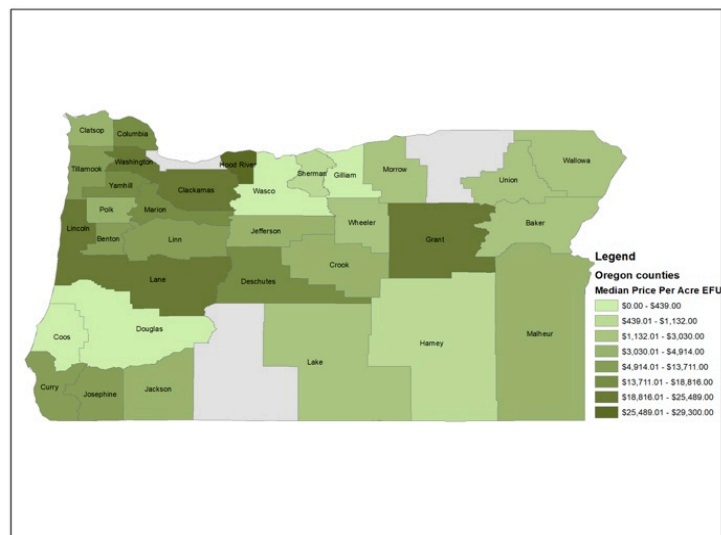 Clatsop
Columbia
Tillamook
Washington
Hood River
Yamhill
Clackamas
Wasco
Sherman
Gilliam
Morrow
Union
Wallowa
Polk
Marion
Lincoln
Benton
Linn
Jefferson
Wheeler
Grant
Baker
Lane
Deschutes
Crook
Coos
Douglas
Lake
Harney
Malheur
Curry
Josephine
Jackson
Legend
Oregon counties
Median Price Per Acre EFU
$0.00 - $439.00
$439.01 - $1,132.00
$1,132.01 - $3,030.00
$3,030.01 - $4,914.00
$4,914.01 - $13,711.00
$13,711.01 - $18,816.00
$18,816.01 - $25,489.00
$25,489.01 - $29,300.00